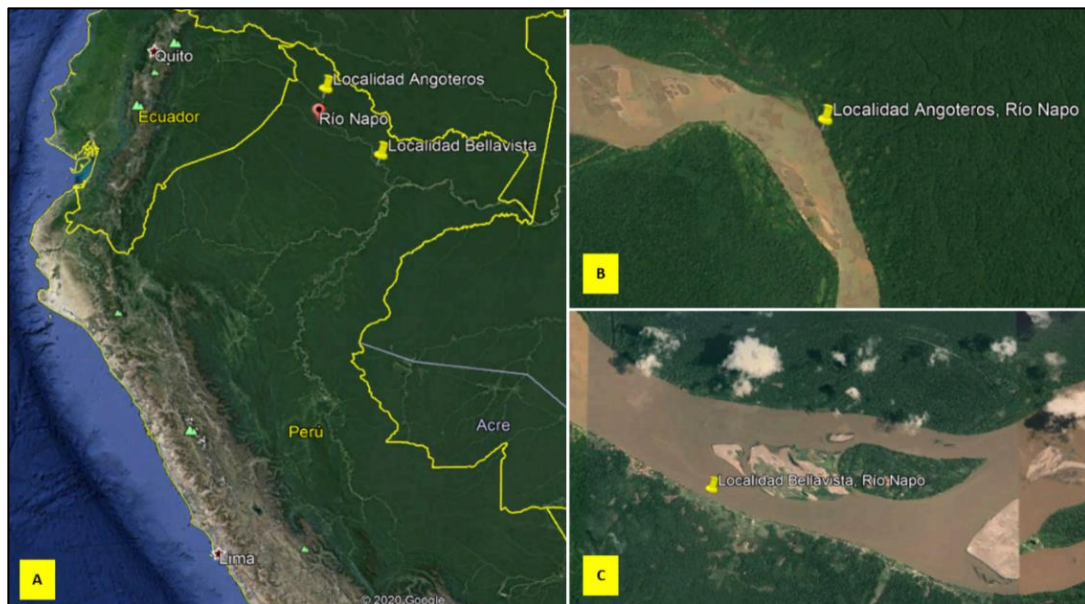 Quito
Localidad Angoteros
Ecuador
Río Napo
Localidad Bellavista
Perú
Acre
Lima
© 2020 Google
A
Localidad Angoteros, Río Napo
B
Localidad Bellavista, Río Napo
C